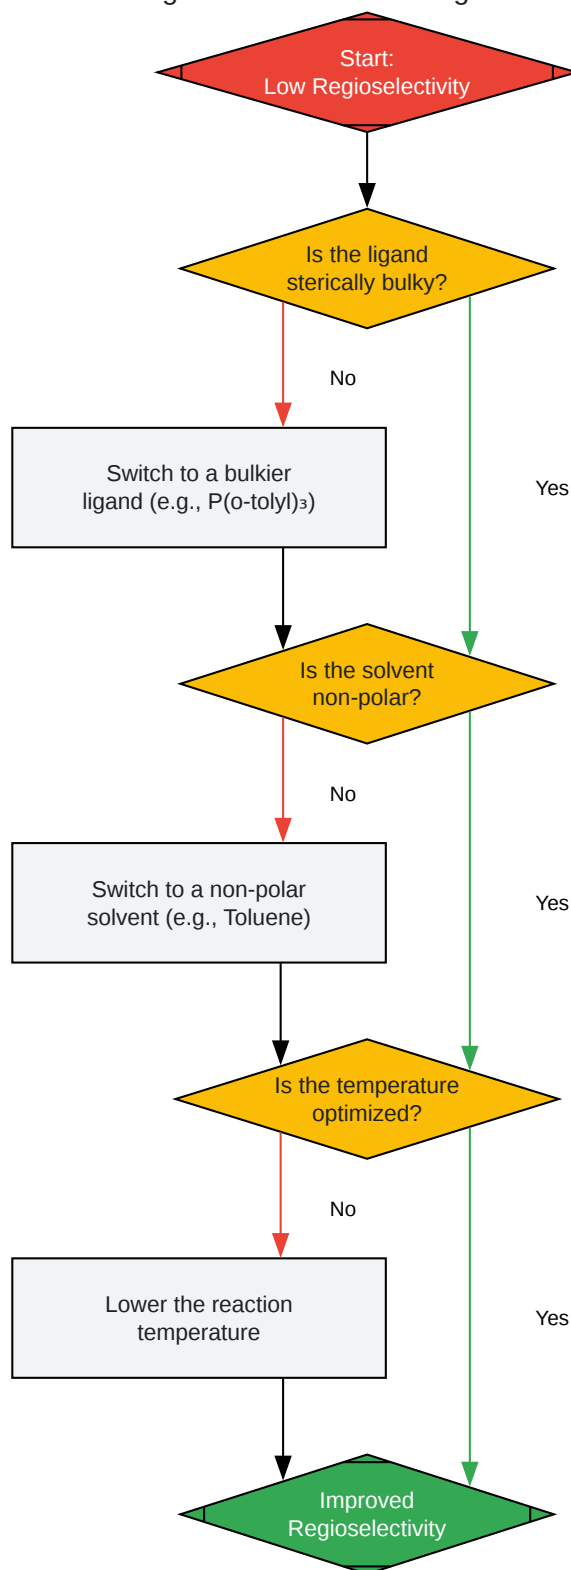 Start:
Low Regioselectivity
Is the ligand
sterically bulky?
No
Switch to a bulkier
ligand (e.g., P(o-tolyl)₃)
Yes
Is the solvent
non-polar?
No
Switch to a non-polar
solvent (e.g., Toluene)
Yes
Is the temperature
optimized?
No
Lower the reaction
temperature
Yes
Improved
Regioselectivity